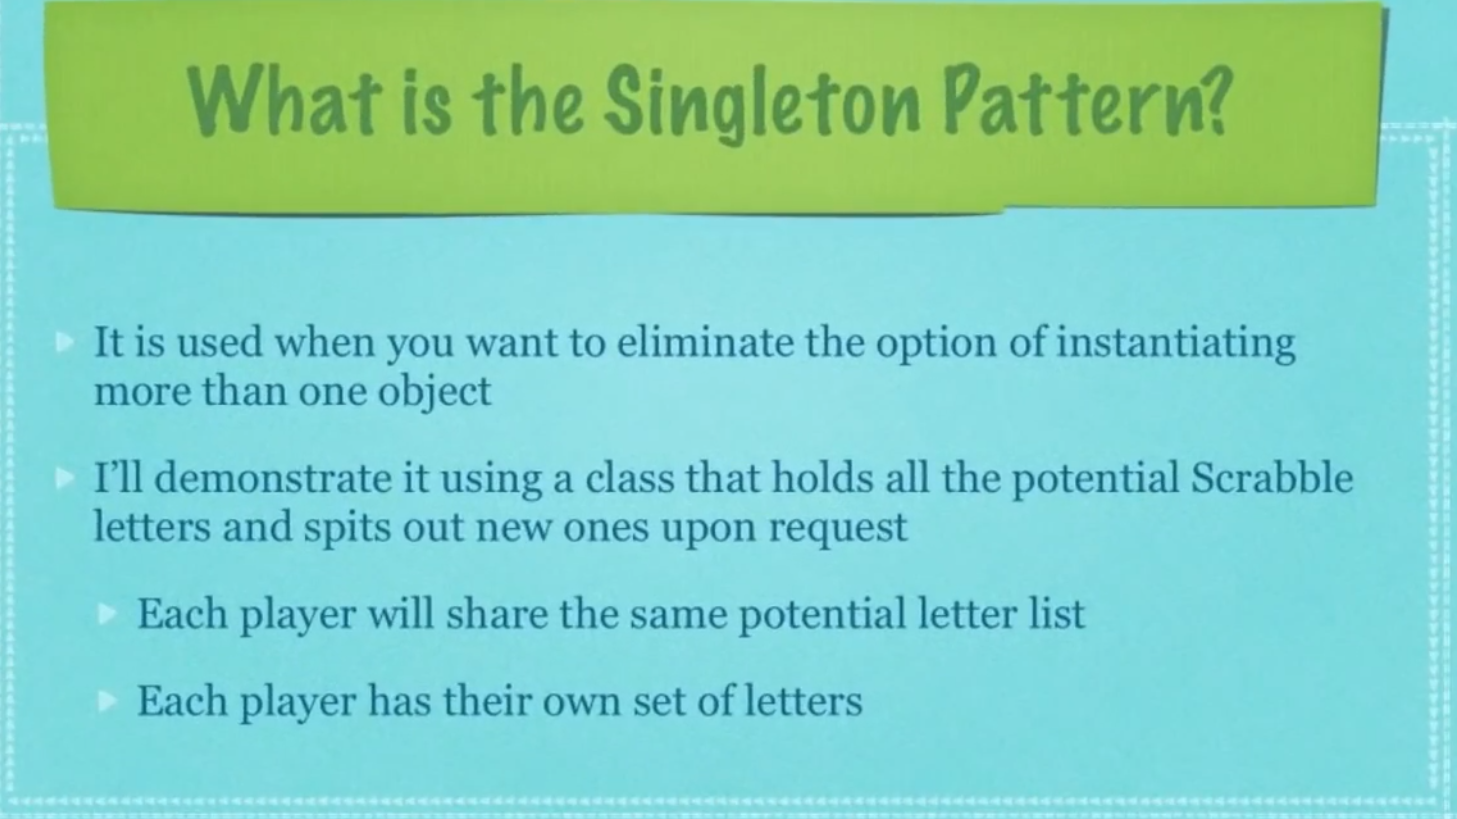 What is the Singleton Pattern?
It is used when you want to eliminate the option of instantiating
more than one object
I’ll demonstrate it using a class that holds all the potential Scrabble
letters and spits out new ones upon request
Each player will share the same potential letter list
Each player has their own set of letters